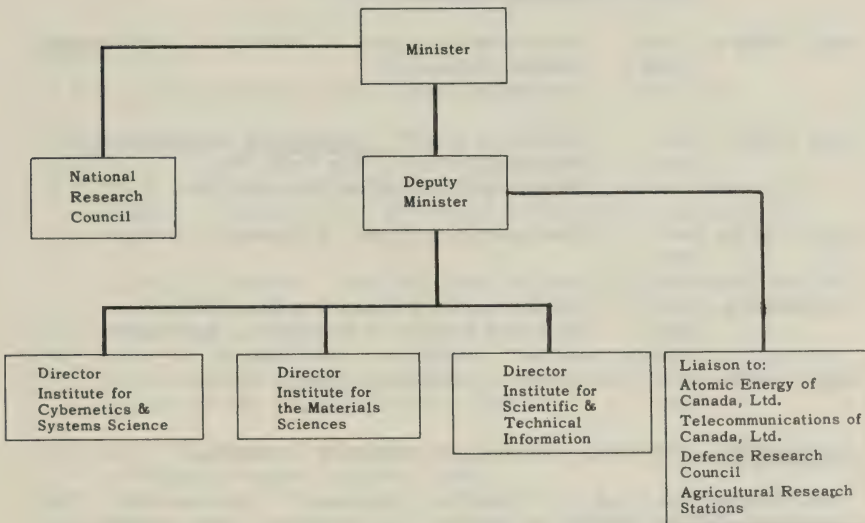 Minister
National
Research
Council
Deputy
Minister
Director
Institute for
Cybernetics &
Systems Science
Director
Institute for
the Materials
Sciences
Director
Institute for
Scientific &
Technical
Information
Liaison to:
Atomic Energy of
Canada, Ltd.
Telecommunications of
Canada, Ltd.
Defence Research
Council
Agricultural Research
Stations